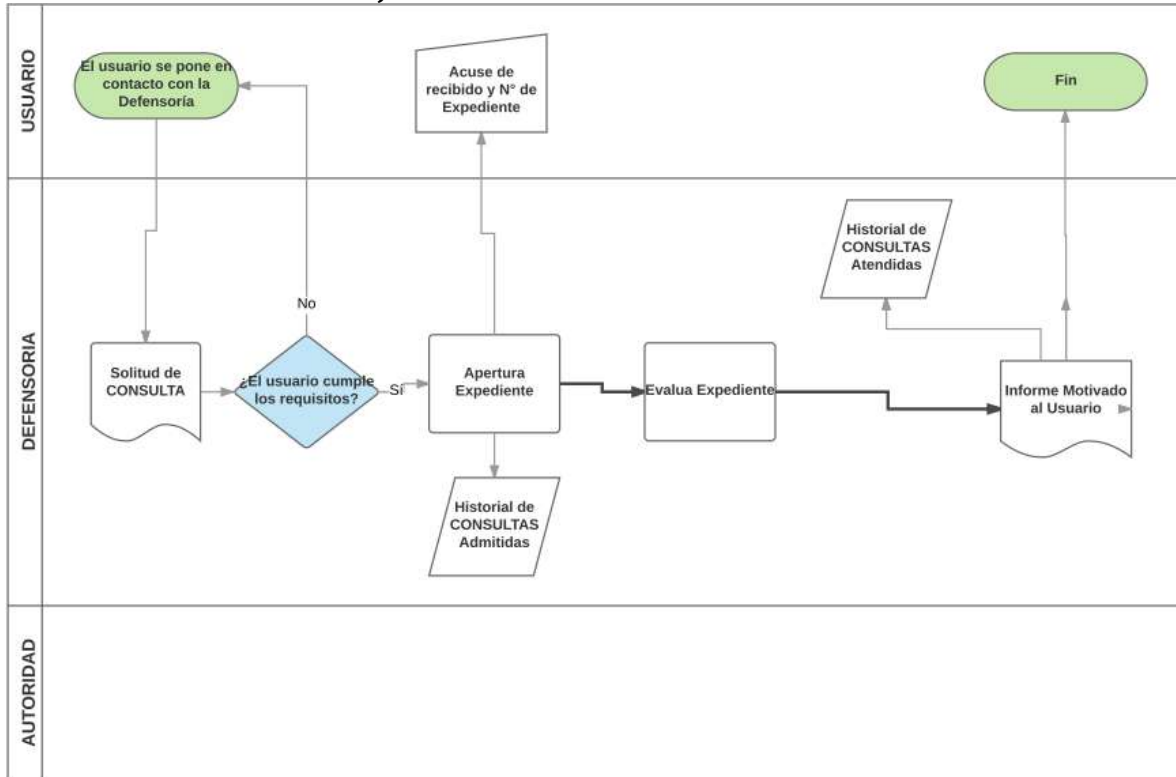 USUARIO
El usuario se pone en
contacto con la
Defensoría
Acuse de
recibido y N° de
Expediente
Fin
DEFENSORIA
Historial de
CONSULTAS
Atendidas
No
Solitud de
CONSULTA
¿El usuario cumple
los requisitos?
Sí
Apertura
Expediente
Evalua Expediente
Informe Motivado
al Usuario
Historial de
CONSULTAS
Admitidas
AUTORIDAD